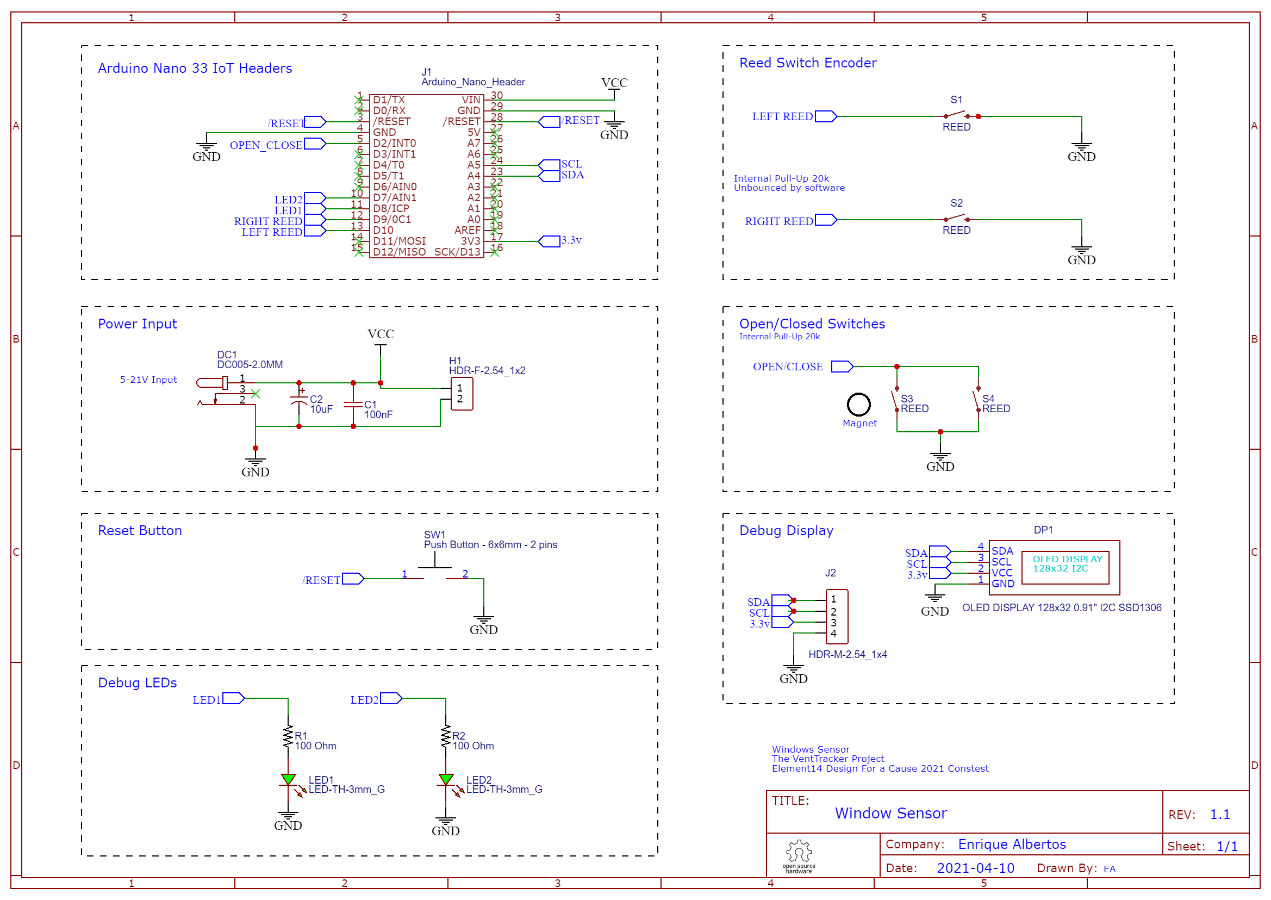 1 2 3 4 5
A
B
C
D
A
B
C
D
1 2 3 4 5
Arduino Nano 33 IoT Headers
J1
Arduino_Nano_Header
VCC
1 D1/TX VIN 30
2 D0/RX GND 29
/RESET 3 /RESET /RESET 28 /RESET
4 GND 5V 27
OPEN_CLOSE 5 D2/INT0 A7 26
6 D3/INT1 A6 25
7 D4/T0 A5 24 SCL
8 D5/T1 A4 23 SDA
9 D6/AIN0 A3 22
LED2 10 D7/AIN1 A2 21
LED1 11 D8/ICP A1 20
RIGHT REED 12 D9/0C1 A0 19
LEFT REED 13 D10 AREF 18
14 D11/MOSI 3V3 17 3.3v
15 D12/MISO SCK/D13 16
GND
GND
Reed Switch Encoder
S1
LEFT REED
REED
GND
Internal Pull-Up 20k
Unbounced by software
S2
RIGHT REED
REED
GND
Power Input
VCC
DC1
DC005-2.0MM
5-21V Input
1
3
2
C2
10uF
C1
100nF
H1
HDR-F-2.54_1x2
1
2
GND
Open/Closed Switches
Internal Pull-Up 20k
OPEN/CLOSE
S3
REED
S4
REED
Magnet
GND
Reset Button
SW1
Push Button - 6x6mm - 2 pins
/RESET 1 2
GND
Debug Display
DP1
SDA 4 SDA
SCL 3 SCL
3.3v 2 VCC
1 GND
OLED DISPLAY
128x32 I2C
GND
OLED DISPLAY 128x32 0.91" I2C SSD1306
J2
SDA 1
SCL 2
3.3v 3
4
HDR-M-2.54_1x4
GND
Debug LEDs
LED1
R1
100 Ohm
LED1
LED-TH-3mm_G
GND
LED2
R2
100 Ohm
LED2
LED-TH-3mm_G
GND
Windows Sensor
The VentTracker Project
Element14 Design For a Cause 2021 Constest
TITLE:
Window Sensor
REV: 1.1
open source
hardware
Company: Enrique Albertos
Sheet: 1/1
Date: 2021-04-10 Drawn By: EA